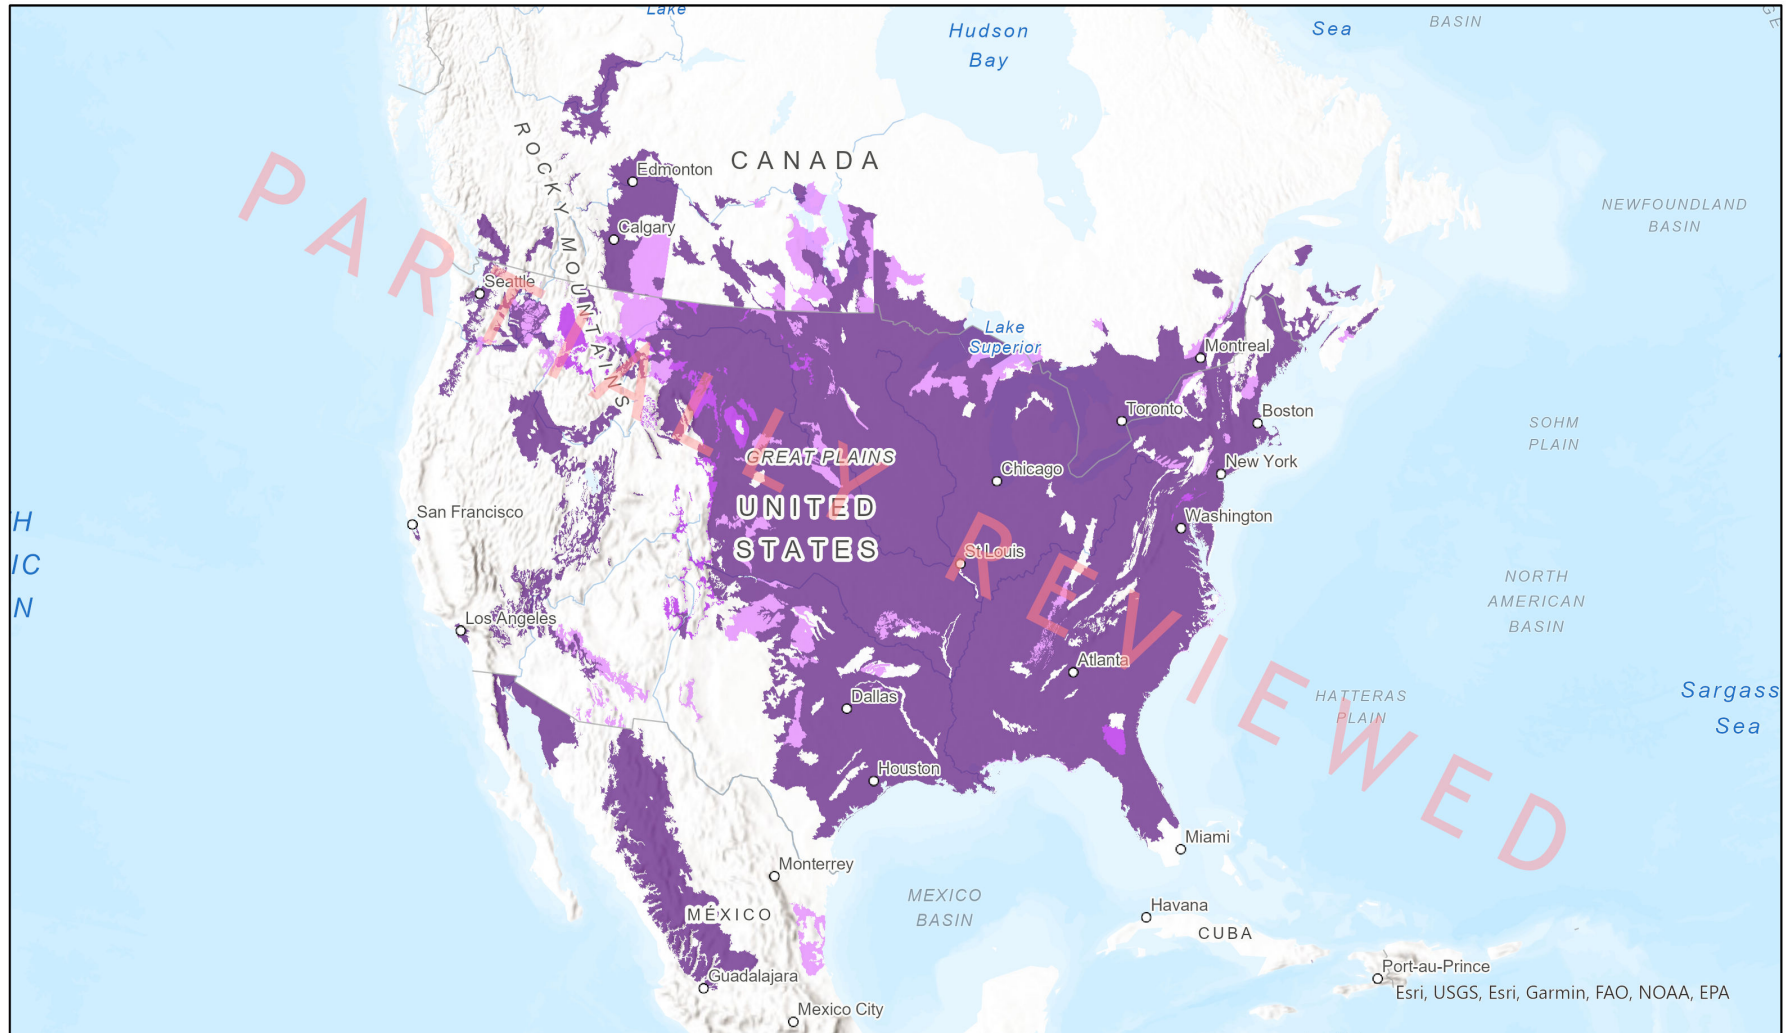 Lake
Hudson
Bay
Sea
BASIN
ROCKY MOUNTAINS
CANADA
Edmonton
Calgary
Seattle
NEWFOUNDLAND
BASIN
Lake
Superior
Montreal
Toronto
Boston
SOHM
PLAIN
GREAT PLAINS
Chicago
New York
UNITED
STATES
San Francisco
Washington
H
IC
N
St Louis
NORTH
AMERICAN
BASIN
Los Angeles
Atlanta
Dallas
HATTERAS
PLAIN
Sargass
Sea
Houston
Miami
Monterrey
MEXICO
BASIN
MÉXICO
Havana
CUBA
Guadalajara
Port-au-Prince
Mexico City
Esri, USGS, Esri, Garmin, FAO, NOAA, EPA
PARTIALLY REVIEWED